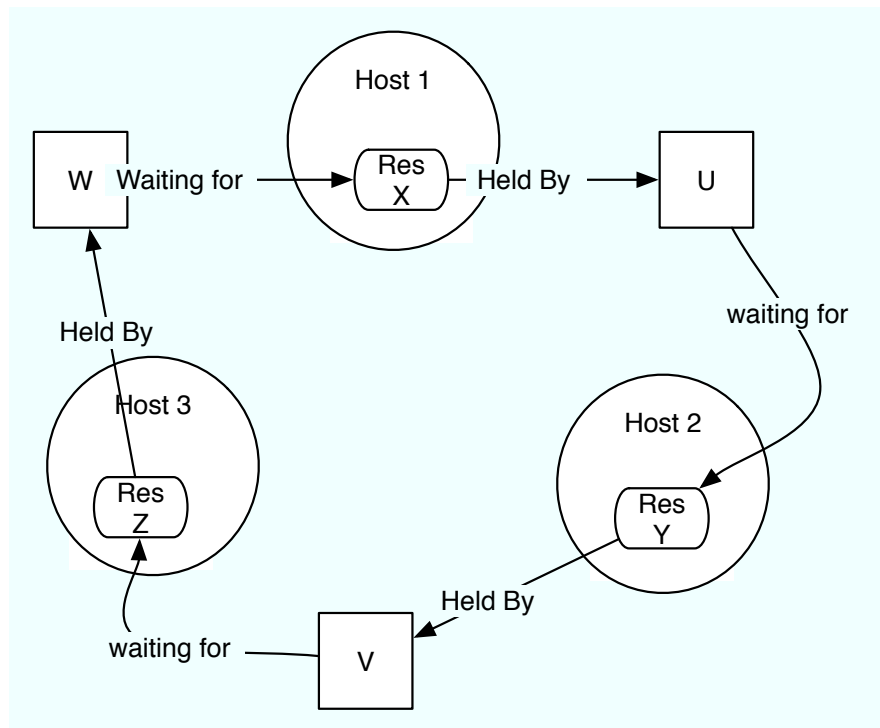 Host 1
Res
X
W
Waiting for
Held By
U
waiting for
Held By
Host 3
Host 2
Res
Z
Res
Y
Held By
waiting for
V